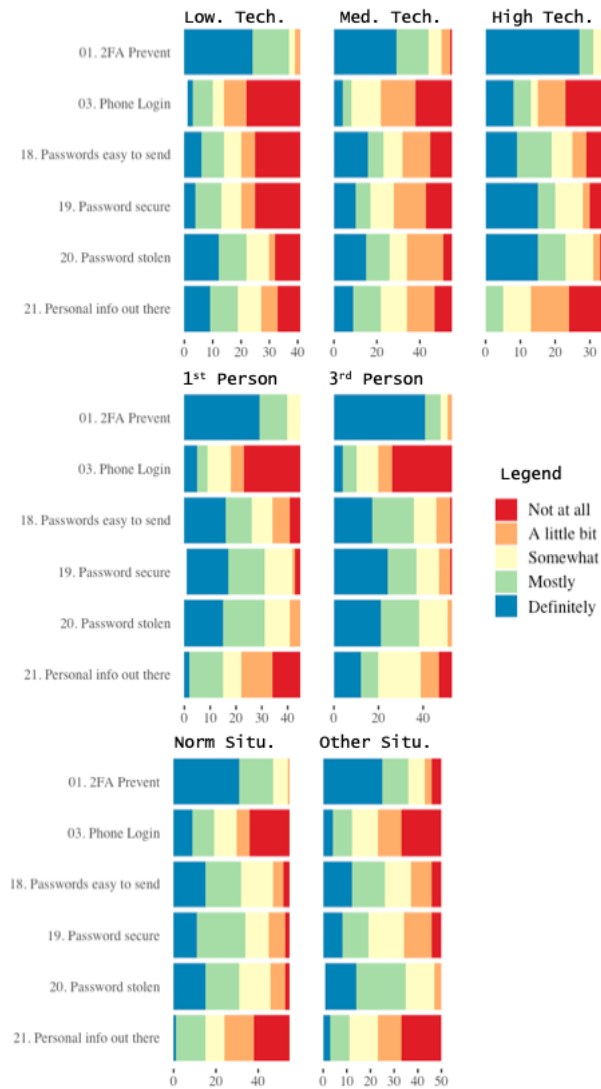 Low. Tech. Med. Tech. High Tech.
01. 2FA Prevent
03. Phone Login
18. Passwords easy to send
19. Password secure
20. Password stolen
21. Personal info out there
0 10 20 30 40 0 20 40 0 10 20 30
1st Person 3rd Person
01. 2FA Prevent
03. Phone Login
18. Passwords easy to send
19. Password secure
20. Password stolen
21. Personal info out there
0 10 20 30 40 0 20 40
Legend
Not at all
A little bit
Somewhat
Mostly
Definitely
Norm Situ. Other Situ.
01. 2FA Prevent
03. Phone Login
18. Passwords easy to send
19. Password secure
20. Password stolen
21. Personal info out there
0 20 40 0 10 20 30 40 50